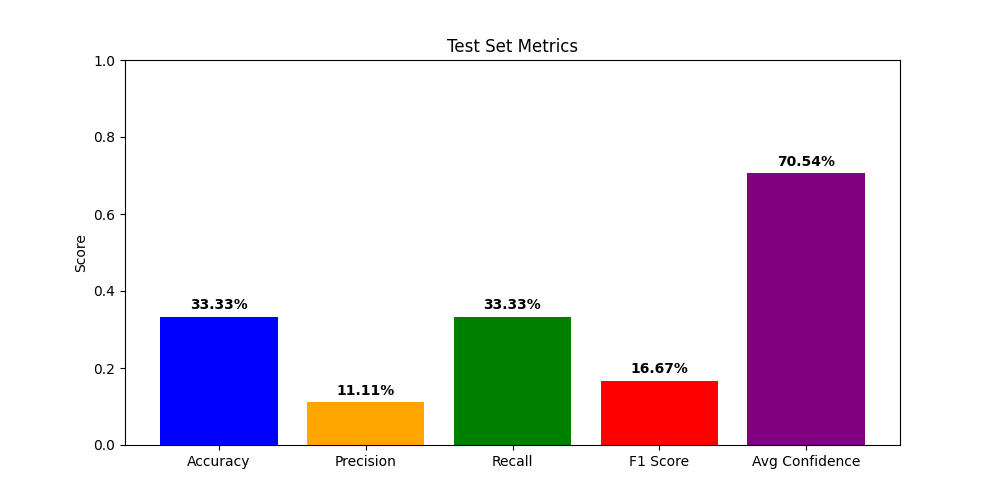 Test Set Metrics
1.0
0.8
0.6
0.4
0.2
0.0
Score
33.33%
11.11%
33.33%
16.67%
70.54%
Accuracy
Precision
Recall
F1 Score
Avg Confidence